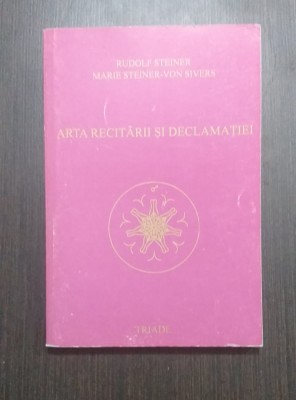 RUDOLF STEINER
MARIE STEINER-VON SIVERS
ARTA RECITĂRII ȘI DECLAMAȚIEI
TRIADE